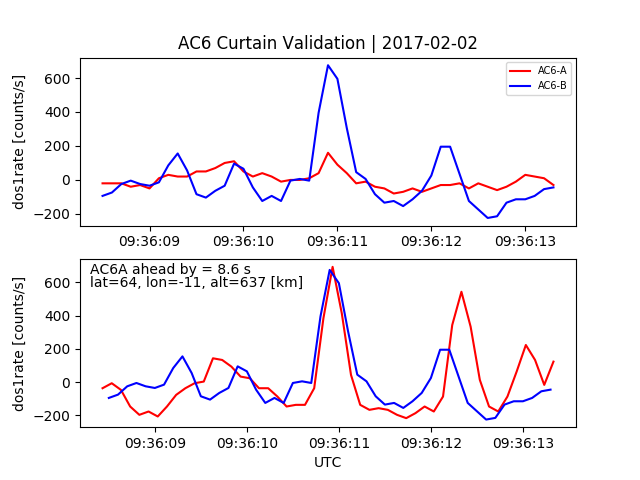 AC6 Curtain Validation | 2017-02-02
dos1rate [counts/s]
600
400
200
0
−200
AC6-A
AC6-B
09:36:09 09:36:10 09:36:11 09:36:12 09:36:13
dos1rate [counts/s]
600
400
200
0
−200
AC6A ahead by = 8.6 s
lat=64, lon=-11, alt=637 [km]
09:36:09 09:36:10 09:36:11 09:36:12 09:36:13
UTC